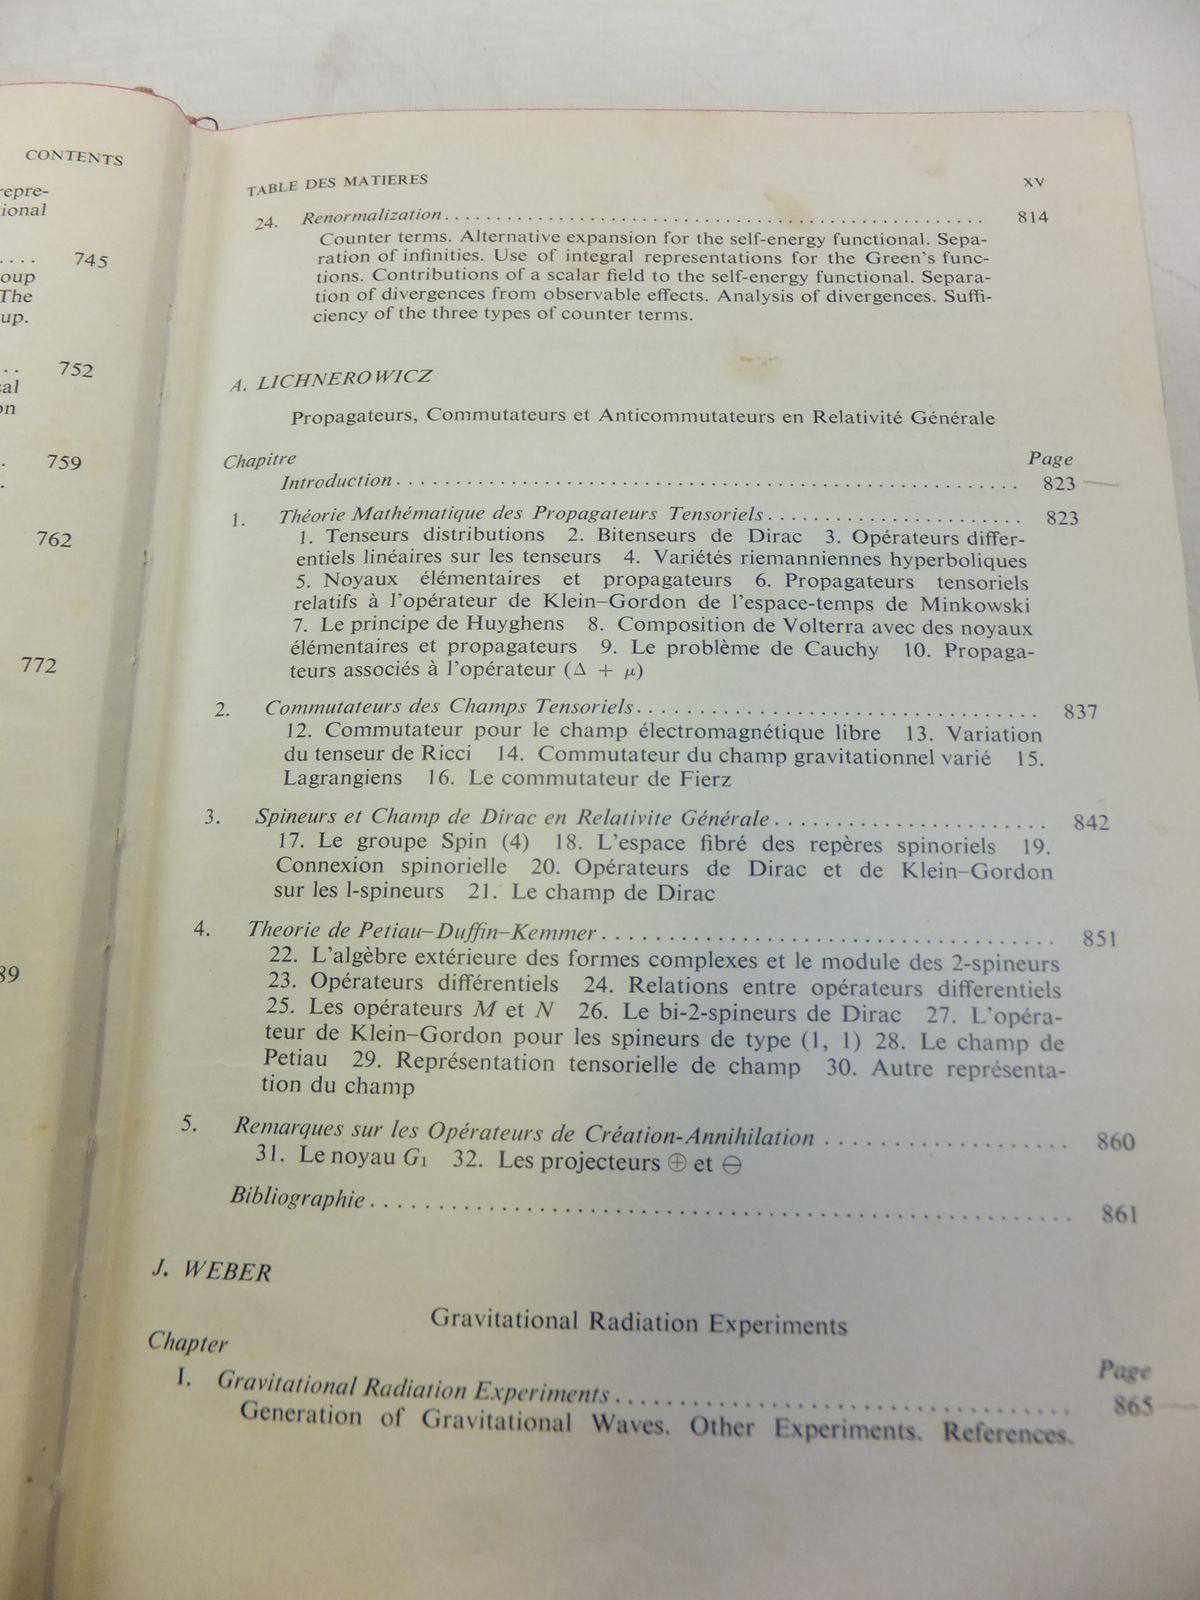 CONTENTS
repre-
tional
.... 745
oup
The
up.
.. 752
al
on
. 759
.
762
772
89
TABLE DES MATIERES xv
24. Renormalization 814
Counter terms. Alternative expansion for the self-energy functional. Sepa-
ration of infinities. Use of integral representations for the Green's func-
tions. Contributions of a scalar field to the self-energy functional. Separa-
tion of divergences from observable effects. Analysis of divergences. Suffi-
ciency of the three types of counter terms.
A. LICHNEROWICZ
Propagateurs, Commutateurs et Anticommutateurs en Relativité Générale
Chapitre Page
Introduction 823
1. Théorie Mathématique des Propagateurs Tensoriels 823
1. Tenseurs distributions 2. Bitenseurs de Dirac 3. Opérateurs differ-
entiels linéaires sur les tenseurs 4. Variétés riemanniennes hyperboliques
5. Noyaux élémentaires et propagateurs 6. Propagateurs tensoriels
relatifs à l'opérateur de Klein–Gordon de l'espace-temps de Minkowski
7. Le principe de Huyghens 8. Composition de Volterra avec des noyaux
élémentaires et propagateurs 9. Le problème de Cauchy 10. Propaga-
teurs associés à l'opérateur (Δ + μ)
2. Commutateurs des Champs Tensoriels 837
12. Commutateur pour le champ électromagnétique libre 13. Variation
du tenseur de Ricci 14. Commutateur du champ gravitationnel varié 15.
Lagrangiens 16. Le commutateur de Fierz
3. Spineurs et Champ de Dirac en Relativite Générale 842
17. Le groupe Spin (4) 18. L'espace fibré des repères spinoriels 19.
Connexion spinorielle 20. Opérateurs de Dirac et de Klein–Gordon
sur les l-spineurs 21. Le champ de Dirac
4. Theorie de Petiau–Duffin–Kemmer 851
22. L'algèbre extérieure des formes complexes et le module des 2-spineurs
23. Opérateurs différentiels 24. Relations entre opérateurs differentiels
25. Les opérateurs M et N 26. Le bi-2-spineurs de Dirac 27. L'opéra-
teur de Klein–Gordon pour les spineurs de type (1, 1) 28. Le champ de
Petiau 29. Représentation tensorielle de champ 30. Autre représenta-
tion du champ
5. Remarques sur les Opérateurs de Création-Annihilation 860
31. Le noyau G1 32. Les projecteurs ⊕ et ⊖
Bibliographie 861
J. WEBER
Gravitational Radiation Experiments
Chapter Page
I. Gravitational Radiation Experiments 865
Generation of Gravitational Waves. Other Experiments. References.